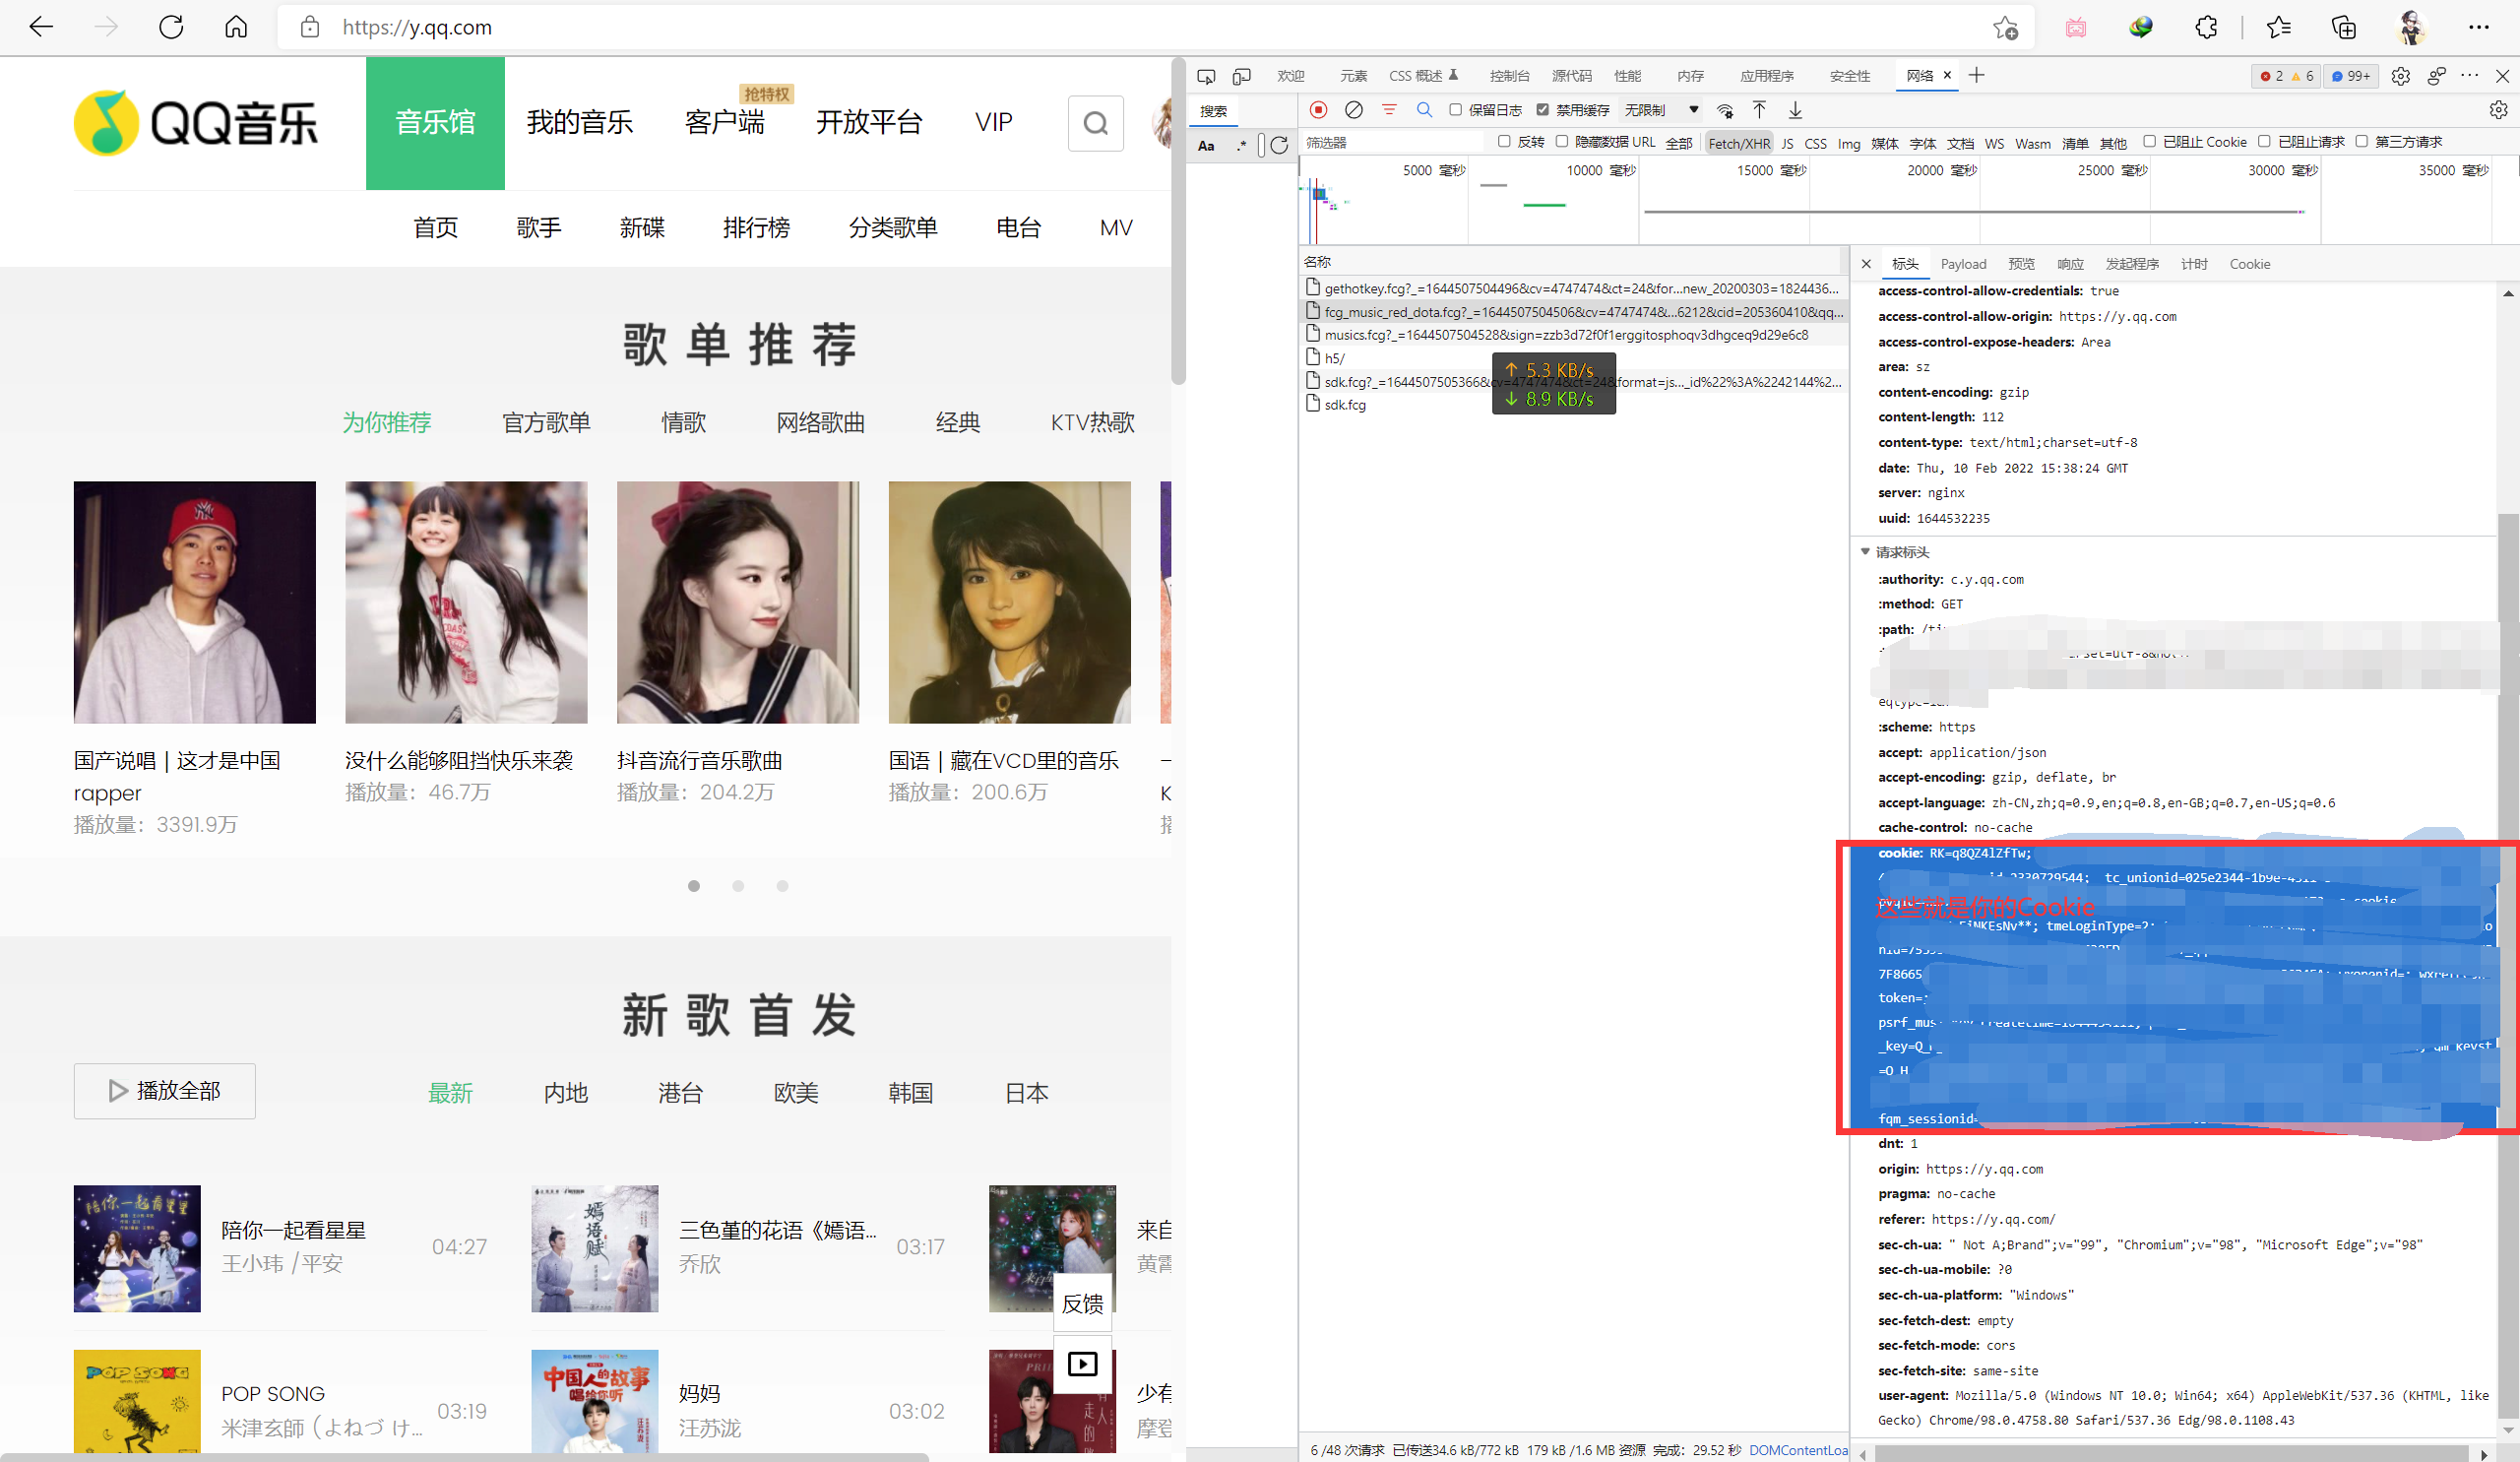 https://y.qq.com
QQ音乐
音乐馆
我的音乐
客户端
抢特权
开放平台
VIP
首页 歌手 新碟 排行榜 分类歌单 电台 MV
歌单推荐
为你推荐 官方歌单 情歌 网络歌曲 经典 KTV热歌
国产说唱 | 这才是中国
rapper
播放量：3391.9万
没什么能够阻挡快乐来袭
播放量：46.7万
抖音流行音乐歌曲
播放量：204.2万
国语 | 藏在VCD里的音乐
播放量：200.6万
新歌首发
播放全部
最新 内地 港台 欧美 韩国 日本
陪你一起看星星
王小玮 /平安
04:27
三色堇的花语《嫣语...
乔欣
03:17
来自
黄霄
反馈
POP SONG
米津玄師 (よねづ け...
03:19
妈妈
汪苏泷
03:02
少有
摩登
欢迎 元素 CSS 概述 控制台 源代码 性能 内存 应用程序 安全性 网络
2 6 99+
搜索
Aa .*
保留日志 禁用缓存 无限制
筛选器
反转 隐藏数据 URL 全部 Fetch/XHR JS CSS Img 媒体 字体 文档 WS Wasm 清单 其他 已阻止 Cookie 已阻止请求 第三方请求
5000 毫秒 10000 毫秒 15000 毫秒 20000 毫秒 25000 毫秒 30000 毫秒 35000 毫秒
名称
gethotkey.fcg?_=1644507504496&cv=4747474&ct=24&for...new_20200303=1824436...
fcg_music_red_dota.fcg?_=1644507504506&cv=4747474&...6212&cid=205360410&qq...
musics.fcg?_=1644507504528&sign=zzb3d72f0f1erggitosphoqv3dhgceq9d29e6c8
h5/
sdk.fcg?_=1644507505366&cv=4747474&ct=24&format=js..._id%22%3A%2242144%2...
sdk.fcg
↑ 5.3 KB/s
↓ 8.9 KB/s
6 /48 次请求 已传送34.6 kB/772 kB 179 kB /1.6 MB 资源 完成：29.52 秒 DOMContentLoa
标头 Payload 预览 响应 发起程序 计时 Cookie
access-control-allow-credentials: true
access-control-allow-origin: https://y.qq.com
access-control-expose-headers: Area
area: sz
content-encoding: gzip
content-length: 112
content-type: text/html;charset=utf-8
date: Thu, 10 Feb 2022 15:38:24 GMT
server: nginx
uuid: 1644532235
请求标头
:authority: c.y.qq.com
:method: GET
:path:
:scheme: https
accept: application/json
accept-encoding: gzip, deflate, br
accept-language: zh-CN,zh;q=0.9,en;q=0.8,en-GB;q=0.7,en-US;q=0.6
cache-control: no-cache
cookie: RK=q8QZ4lZfTw;
这些就是你的Cookie
tmeLoginType=2;
7F8665
token=;
fqm_sessionid=
dnt: 1
origin: https://y.qq.com
pragma: no-cache
referer: https://y.qq.com/
sec-ch-ua: " Not A;Brand";v="99", "Chromium";v="98", "Microsoft Edge";v="98"
sec-ch-ua-mobile: ?0
sec-ch-ua-platform: "Windows"
sec-fetch-dest: empty
sec-fetch-mode: cors
sec-fetch-site: same-site
user-agent: Mozilla/5.0 (Windows NT 10.0; Win64; x64) AppleWebKit/537.36 (KHTML, like
Gecko) Chrome/98.0.4758.80 Safari/537.36 Edg/98.0.1108.43